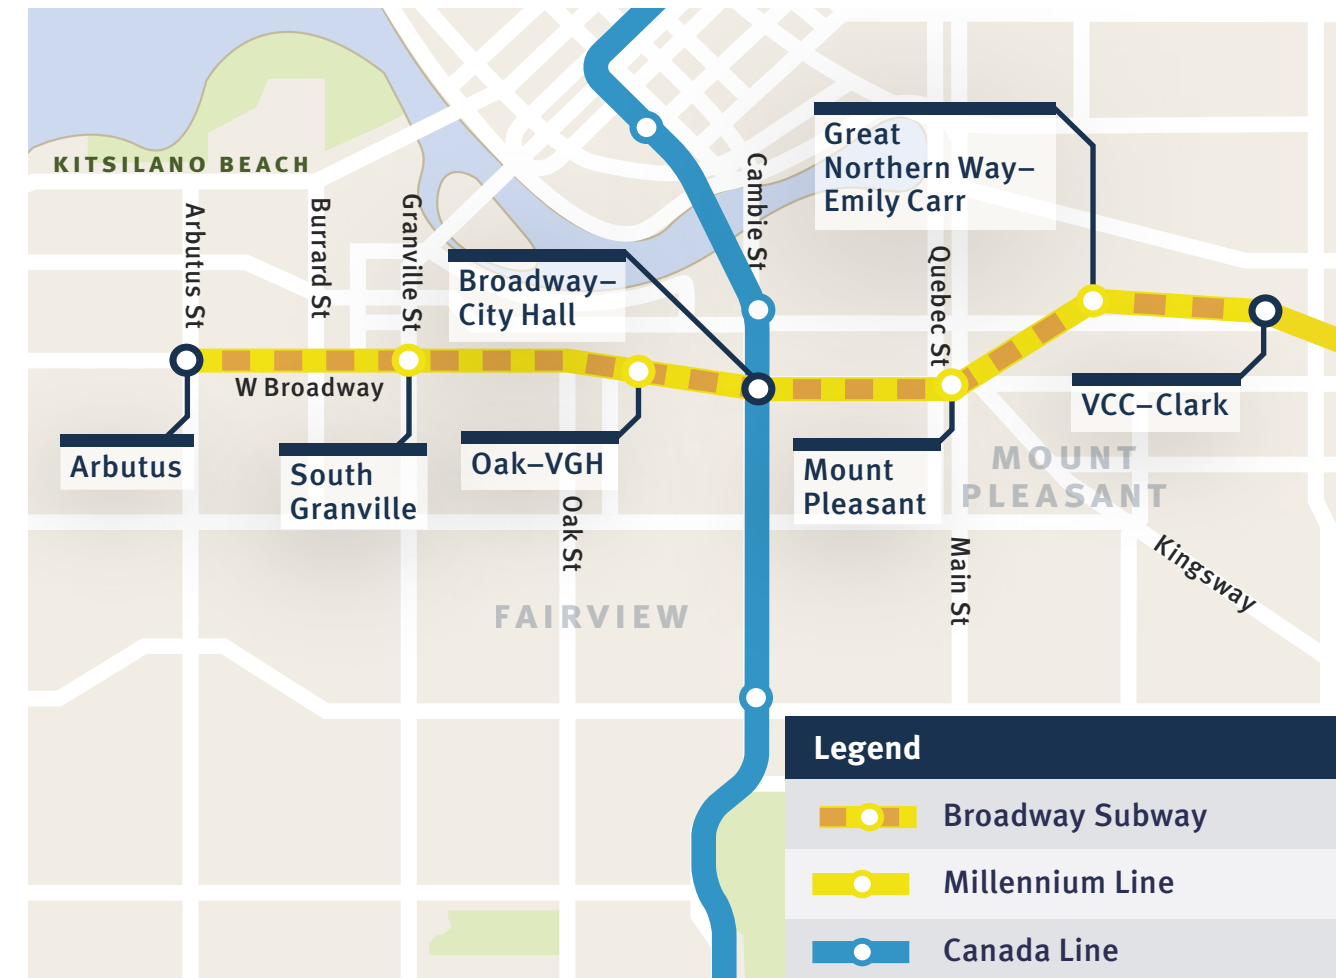 KITSILANO BEACH
Arbutus St
Burrard St
Granville St
Cambie St
Quebec St
Great
Northern Way–
Emily Carr
Broadway–
City Hall
W Broadway
Arbutus
South
Granville
Oak–VGH
Oak St
Mount
Pleasant
VCC–Clark
MOUNT
PLEASANT
Main St
Kingsway
FAIRVIEW
Legend
Broadway Subway
Millennium Line
Canada Line